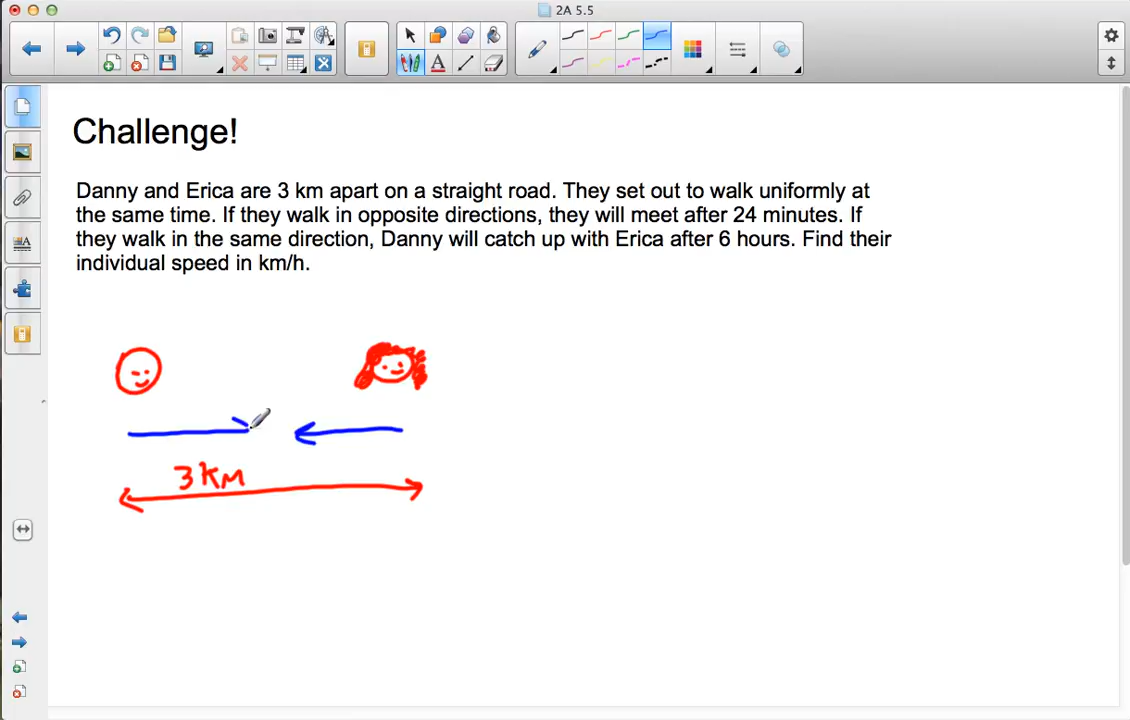 2A 5.5
Challenge!
Danny and Erica are 3 km apart on a straight road. They set out to walk uniformly at
the same time. If they walk in opposite directions, they will meet after 24 minutes. If
they walk in the same direction, Danny will catch up with Erica after 6 hours. Find their
individual speed in km/h.
3 KM